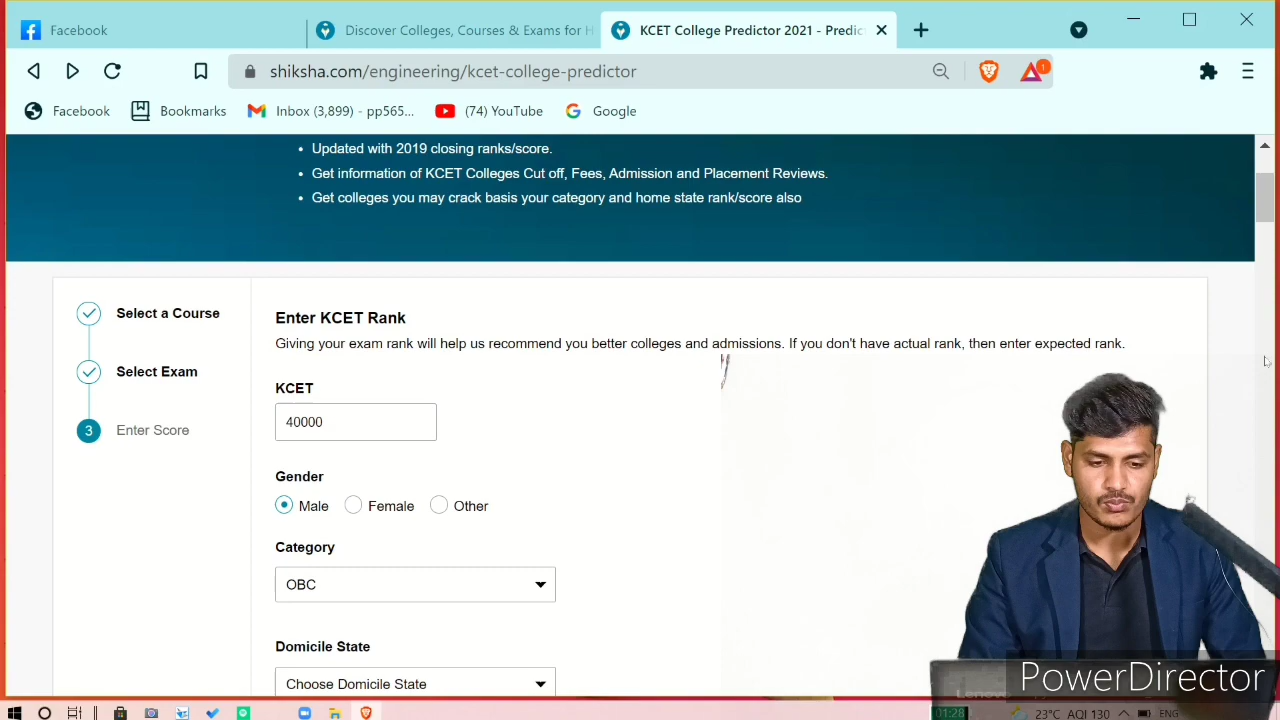 Facebook
Discover Colleges, Courses & Exams for H
KCET College Predictor 2021 - Predic
shiksha.com/engineering/kcet-college-predictor
1
Facebook
Bookmarks
Inbox (3,899) - pp565...
(74) YouTube
Google
Updated with 2019 closing ranks/score.
Get information of KCET Colleges Cut off, Fees, Admission and Placement Reviews.
Get colleges you may crack basis your category and home state rank/score also
Select a Course
Select Exam
3 Enter Score
Enter KCET Rank
Giving your exam rank will help us recommend you better colleges and admissions. If you don't have actual rank, then enter expected rank.
KCET
40000
Gender
Male Female Other
Category
OBC
Domicile State
Choose Domicile State
Lenovo
PowerDirector
01:28
23°C AQI 130
ENG